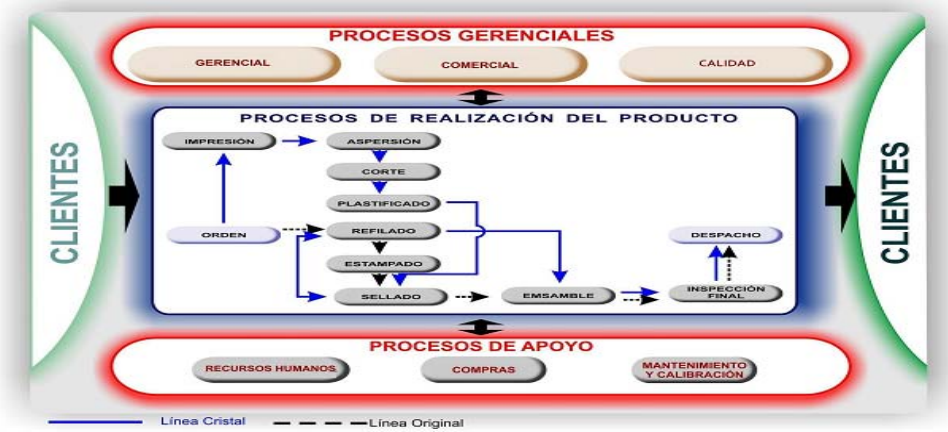 PROCESOS GERENCIALES
GERENCIAL
COMERCIAL
CALIDAD
CLIENTES
PROCESOS DE REALIZACIÓN DEL PRODUCTO
IMPRESIÓN
ASPERSIÓN
CORTE
PLASTIFICADO
ORDEN
REFILADO
DESPACHO
ESTAMPADO
SELLADO
EMSAMBLE
INSPECCIÓN
FINAL
CLIENTES
PROCESOS DE APOYO
RECURSOS HUMANOS
COMPRAS
MANTENIMIENTO
Y CALIBRACIÓN
Línea Cristal
Línea Original